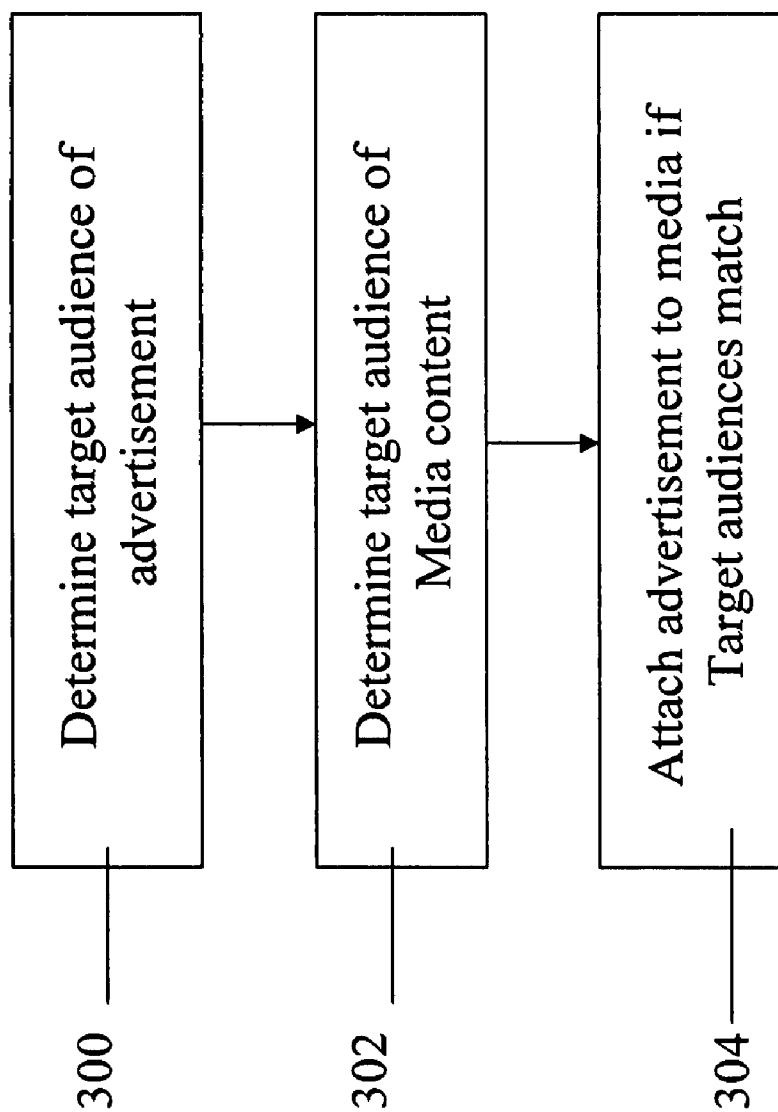 300
Determine target audience of
advertisement
302
Determine target audience of
Media content
304
Attach advertisement to media if
Target audiences match